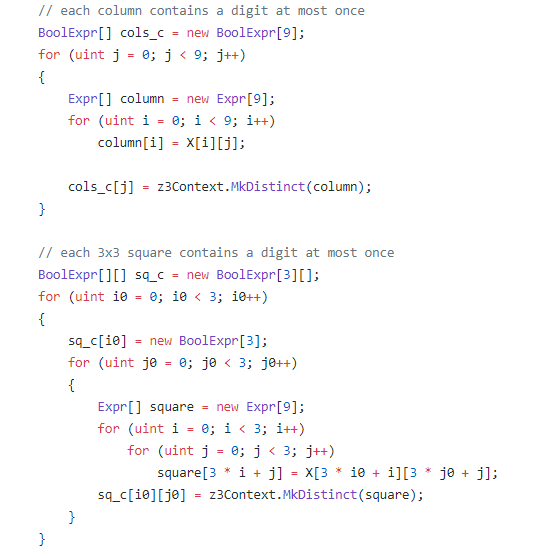 // each column contains a digit at most once
BoolExpr[] cols_c = new BoolExpr[9];
for (uint j = 0; j < 9; j++)
{
    Expr[] column = new Expr[9];
    for (uint i = 0; i < 9; i++)
        column[i] = X[i][j];

    cols_c[j] = z3Context.MkDistinct(column);
}

// each 3x3 square contains a digit at most once
BoolExpr[][] sq_c = new BoolExpr[3][];
for (uint i0 = 0; i0 < 3; i0++)
{
    sq_c[i0] = new BoolExpr[3];
    for (uint j0 = 0; j0 < 3; j0++)
    {
        Expr[] square = new Expr[9];
        for (uint i = 0; i < 3; i++)
            for (uint j = 0; j < 3; j++)
                square[3 * i + j] = X[3 * i0 + i][3 * j0 + j];
        sq_c[i0][j0] = z3Context.MkDistinct(square);
    }
}